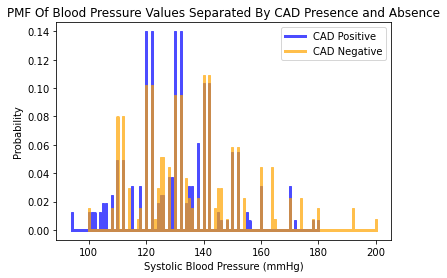 PMF Of Blood Pressure Values Separated By CAD Presence and Absence
CAD Positive
CAD Negative
Probability
0.14
0.12
0.10
0.08
0.06
0.04
0.02
0.00
100
120
140
160
180
200
Systolic Blood Pressure (mmHg)